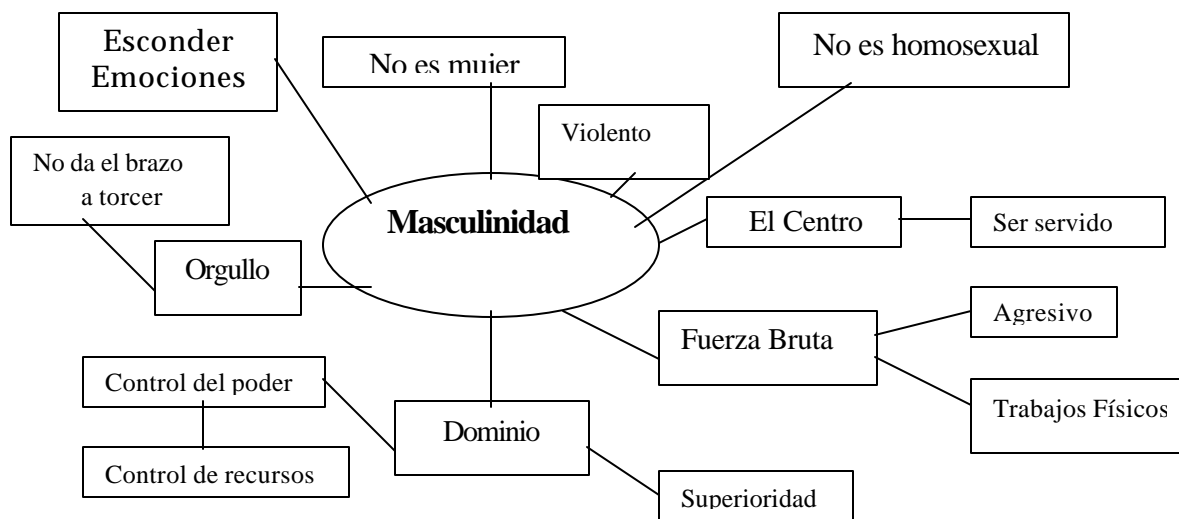 Esconder
Emociones
No es mujer
No es homosexual
Violento
No da el brazo
a torcer
Masculinidad
El Centro
Ser servido
Orgullo
Agresivo
Fuerza Bruta
Control del poder
Trabajos Físicos
Dominio
Control de recursos
Superioridad